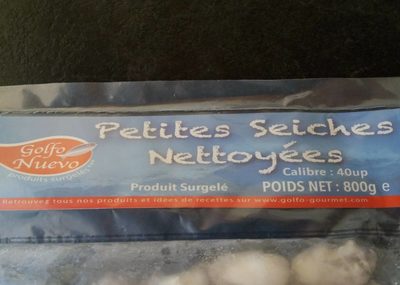 Golfo
Nuevo
produits surgelés
Petites Seiches
Nettoyées
Calibre : 40up
Produit Surgelé
POIDS NET : 800g e
Retrouvez tous nos produits et idées de recettes sur www.golfo-gourmet.com